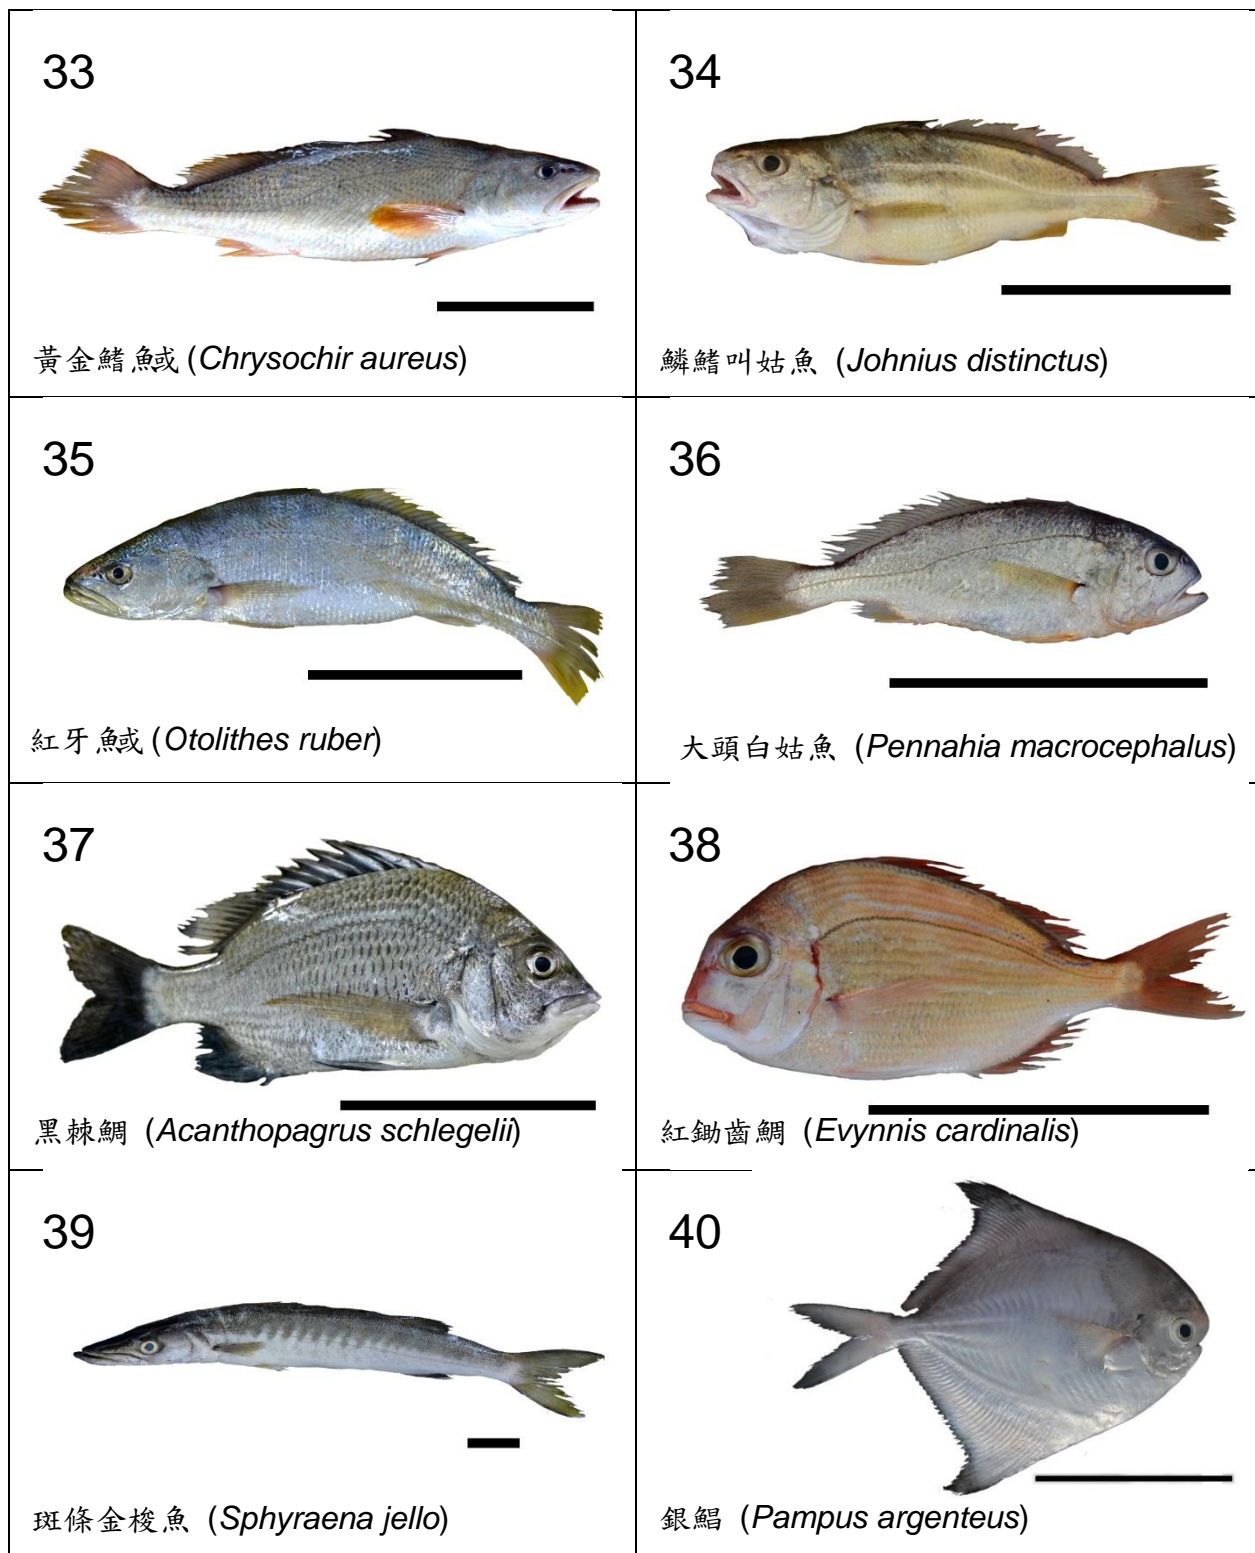 33
黃金鰭䱛 (Chrysochir aureus)
34
鱗鰭叫姑魚 (Johnius distinctus)
35
紅牙䱛 (Otolithes ruber)
36
大頭白姑魚 (Pennahia macrocephalus)
37
黑棘鯛 (Acanthopagrus schlegelii)
38
紅鋤齒鯛 (Evynnis cardinalis)
39
斑條金梭魚 (Sphyraena jello)
40
銀鯧 (Pampus argenteus)